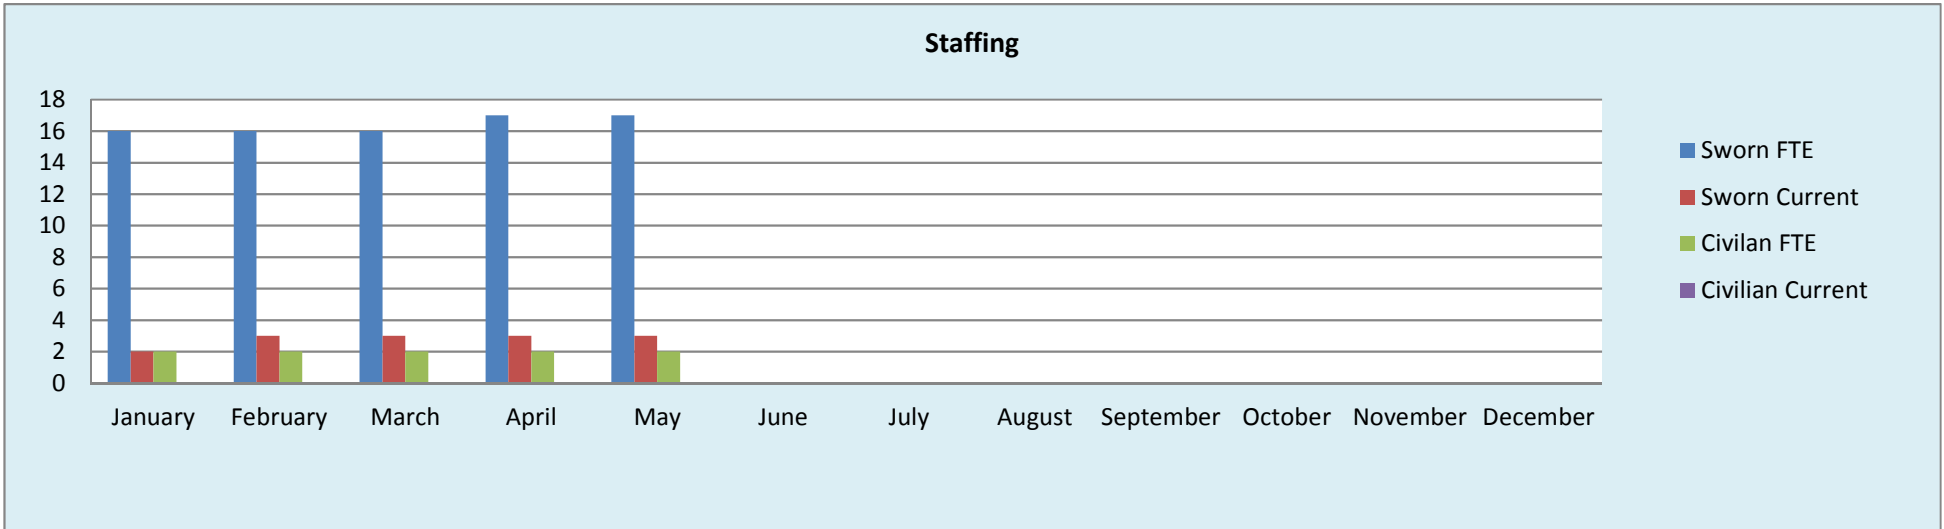 Staffing
18
16
14
12
10
8
6
4
2
0
January February March April May June July August September October November December
Sworn FTE
Sworn Current
Civilan FTE
Civilian Current